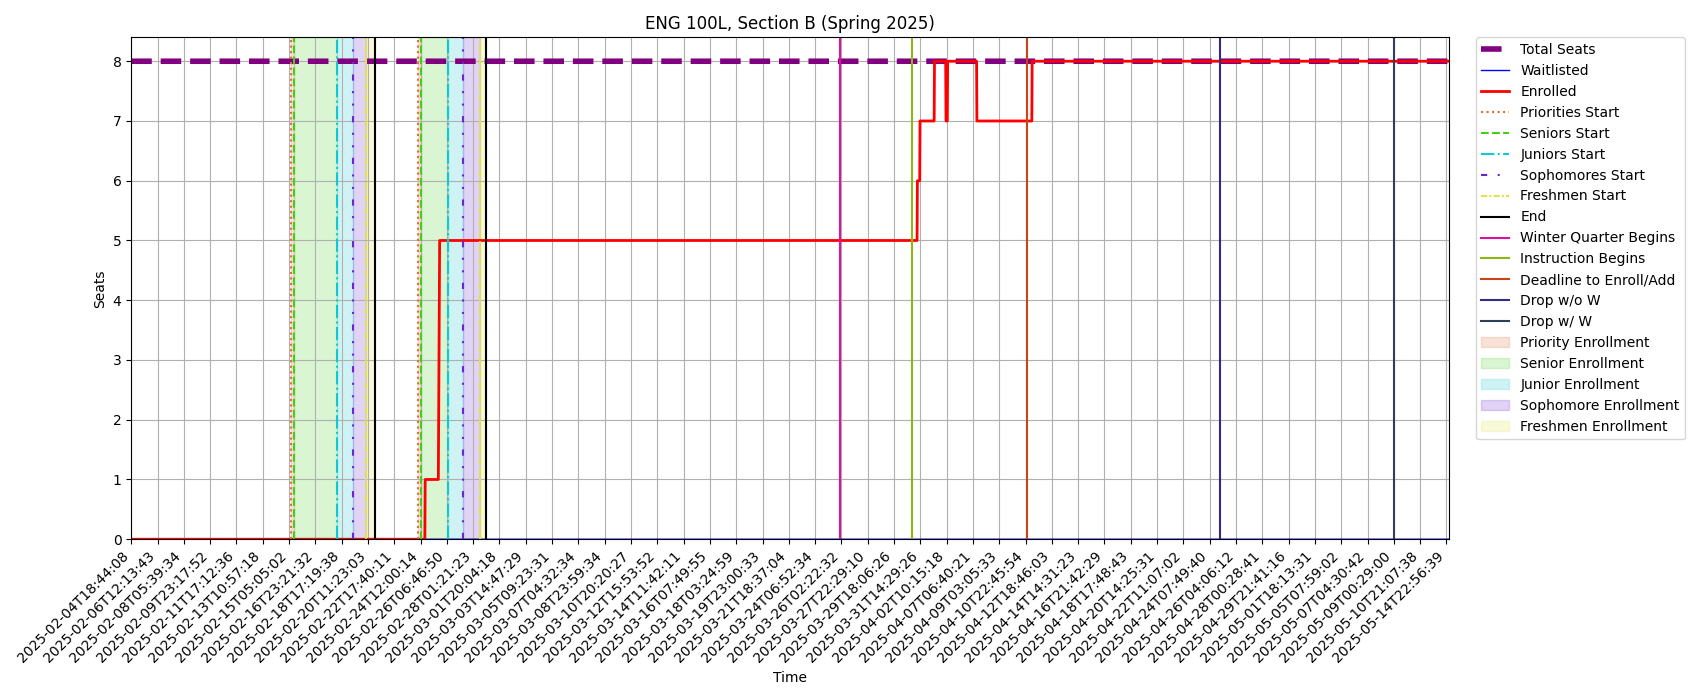 ENG 100L, Section B (Spring 2025)
Seats
8
7
6
5
4
3
2
1
0
2025-02-04T18:44:08
2025-02-06T12:13:43
2025-02-08T05:39:34
2025-02-09T23:17:52
2025-02-11T17:12:36
2025-02-13T10:57:18
2025-02-15T05:05:02
2025-02-16T23:21:32
2025-02-18T17:19:38
2025-02-20T11:23:03
2025-02-22T17:40:11
2025-02-24T12:00:14
2025-02-26T06:46:50
2025-02-28T01:21:23
2025-03-01T20:04:18
2025-03-03T14:47:29
2025-03-05T09:23:31
2025-03-07T04:32:34
2025-03-08T23:59:34
2025-03-10T20:20:27
2025-03-12T15:53:52
2025-03-14T11:42:11
2025-03-16T07:49:55
2025-03-18T03:24:59
2025-03-19T23:00:33
2025-03-21T18:37:04
2025-03-24T06:52:34
2025-03-26T02:22:32
2025-03-27T22:29:10
2025-03-29T18:06:26
2025-03-31T14:29:26
2025-04-02T10:15:18
2025-04-07T06:40:21
2025-04-09T03:05:33
2025-04-10T22:45:54
2025-04-12T18:46:03
2025-04-14T14:31:23
2025-04-16T21:42:29
2025-04-18T17:48:43
2025-04-20T14:25:31
2025-04-22T11:07:02
2025-04-24T07:49:40
2025-04-26T04:06:12
2025-04-28T00:28:41
2025-04-29T21:41:16
2025-05-01T18:13:31
2025-05-05T07:59:02
2025-05-07T04:30:42
2025-05-09T00:29:00
2025-05-10T21:07:38
2025-05-14T22:56:39
Time
Total Seats
Waitlisted
Enrolled
Priorities Start
Seniors Start
Juniors Start
Sophomores Start
Freshmen Start
End
Winter Quarter Begins
Instruction Begins
Deadline to Enroll/Add
Drop w/o W
Drop w/ W
Priority Enrollment
Senior Enrollment
Junior Enrollment
Sophomore Enrollment
Freshmen Enrollment